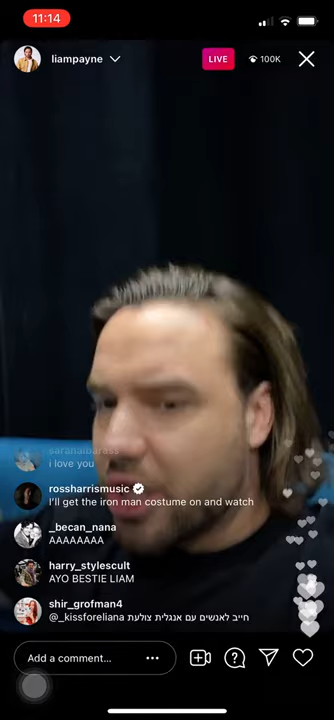 11:14
liampayne
LIVE
100K
saranalbarass
i love you
rossharrismusic
I'll get the iron man costume on and watch
_becan_nana
AAAAAAAA
harry_stylescult
AYO BESTIE LIAM
shir_grofman4
@_kissforeliana חייב לאנשים עם אנגלית צולעת
Add a comment...